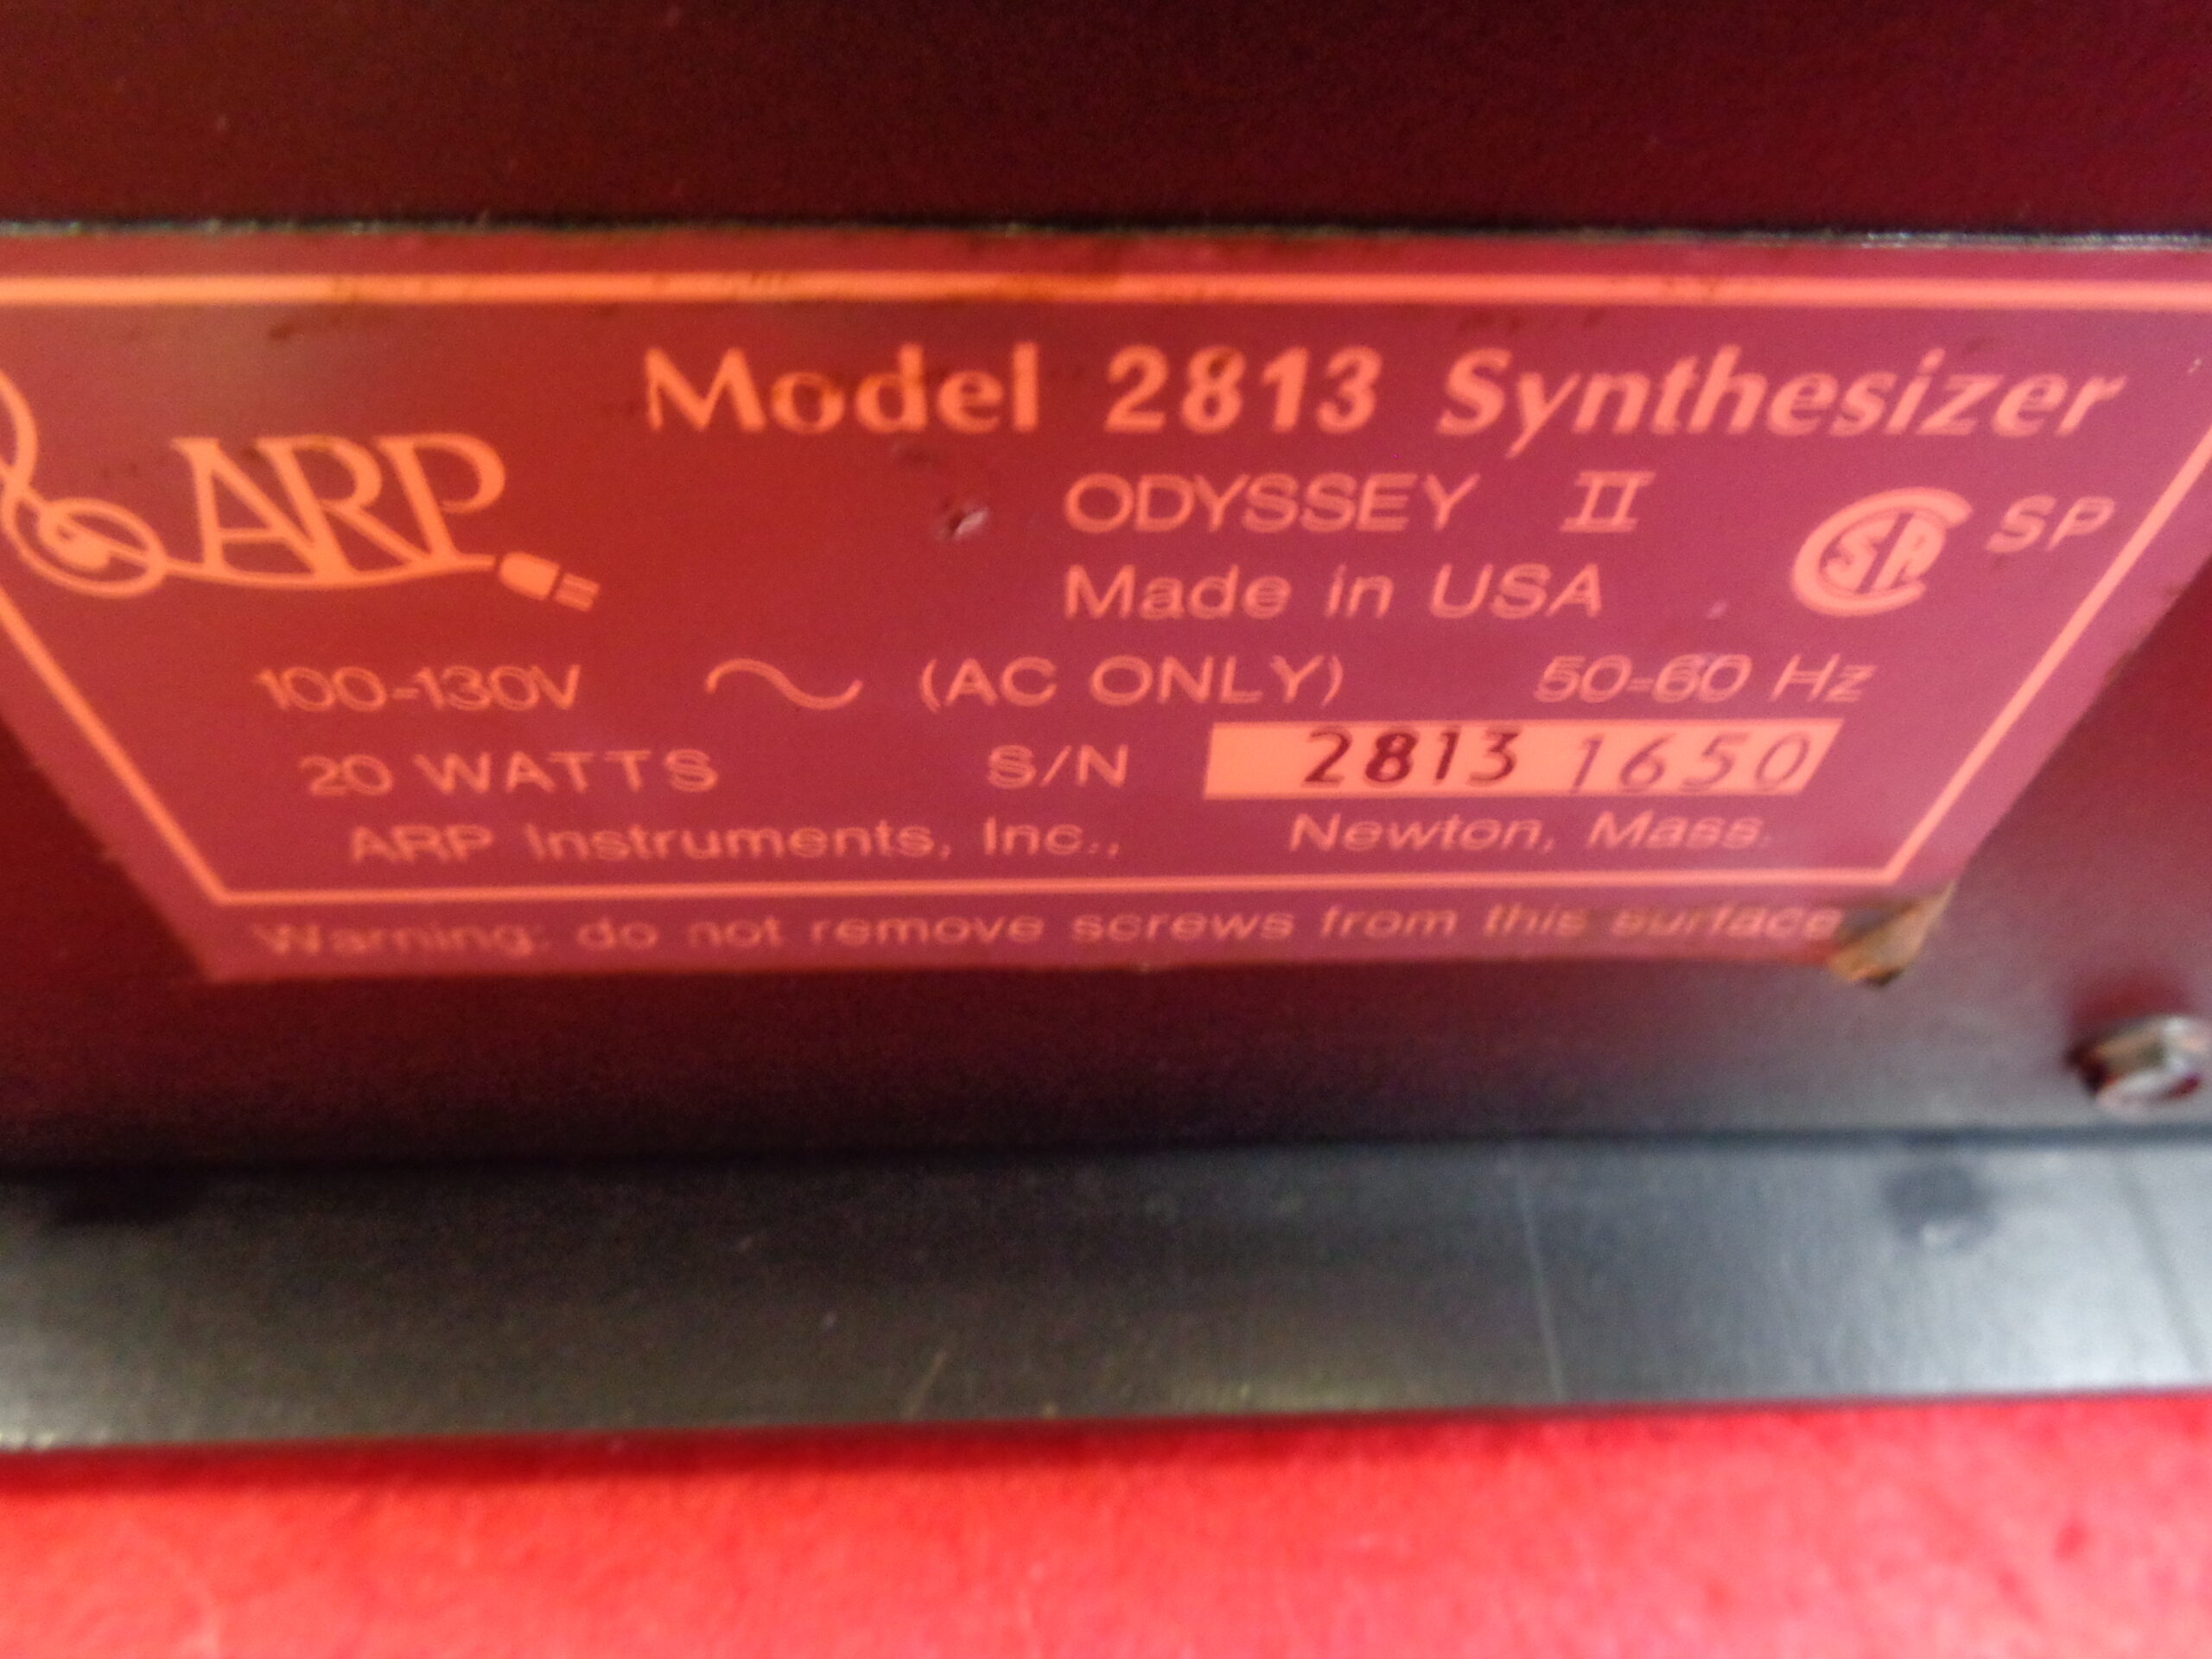 ARP
Model 2813 Synthesizer
ODYSSEY II
SA SP
Made in USA
100-130V ~ (AC ONLY) 50-60 Hz
20 WATTS S/N 2813 1650
ARP Instruments, Inc., Newton, Mass.
Warning: do not remove screws from this surface